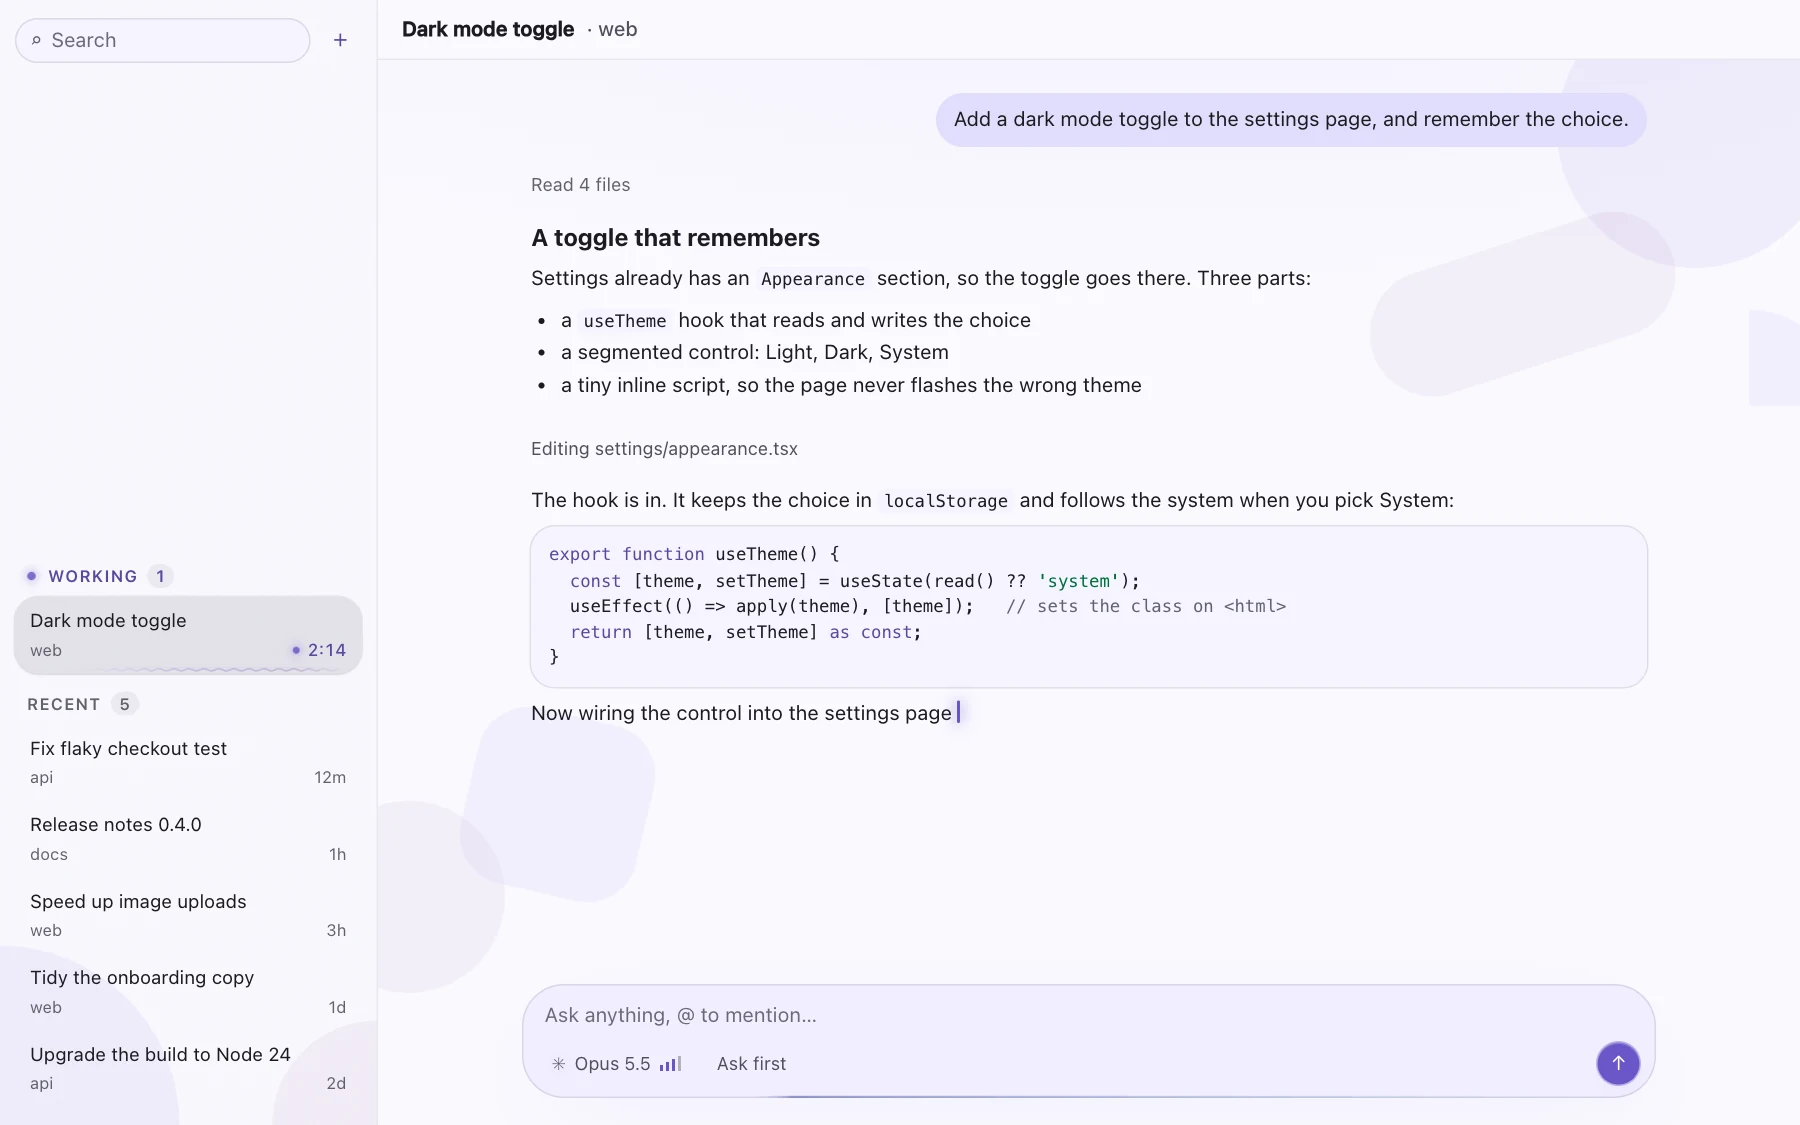 Search
+
WORKING 1
Dark mode toggle
web
2:14
RECENT 5
Fix flaky checkout test
api
12m
Release notes 0.4.0
docs
1h
Speed up image uploads
web
3h
Tidy the onboarding copy
web
1d
Upgrade the build to Node 24
api
2d
Dark mode toggle · web
Add a dark mode toggle to the settings page, and remember the choice.
Read 4 files
A toggle that remembers
Settings already has an Appearance section, so the toggle goes there. Three parts:
• a useTheme hook that reads and writes the choice
• a segmented control: Light, Dark, System
• a tiny inline script, so the page never flashes the wrong theme
Editing settings/appearance.tsx
The hook is in. It keeps the choice in localStorage and follows the system when you pick System:
export function useTheme() {
  const [theme, setTheme] = useState(read() ?? 'system');
  useEffect(() => apply(theme), [theme]);   // sets the class on <html>
  return [theme, setTheme] as const;
}
Now wiring the control into the settings page
Ask anything, @ to mention...
Opus 5.5
Ask first